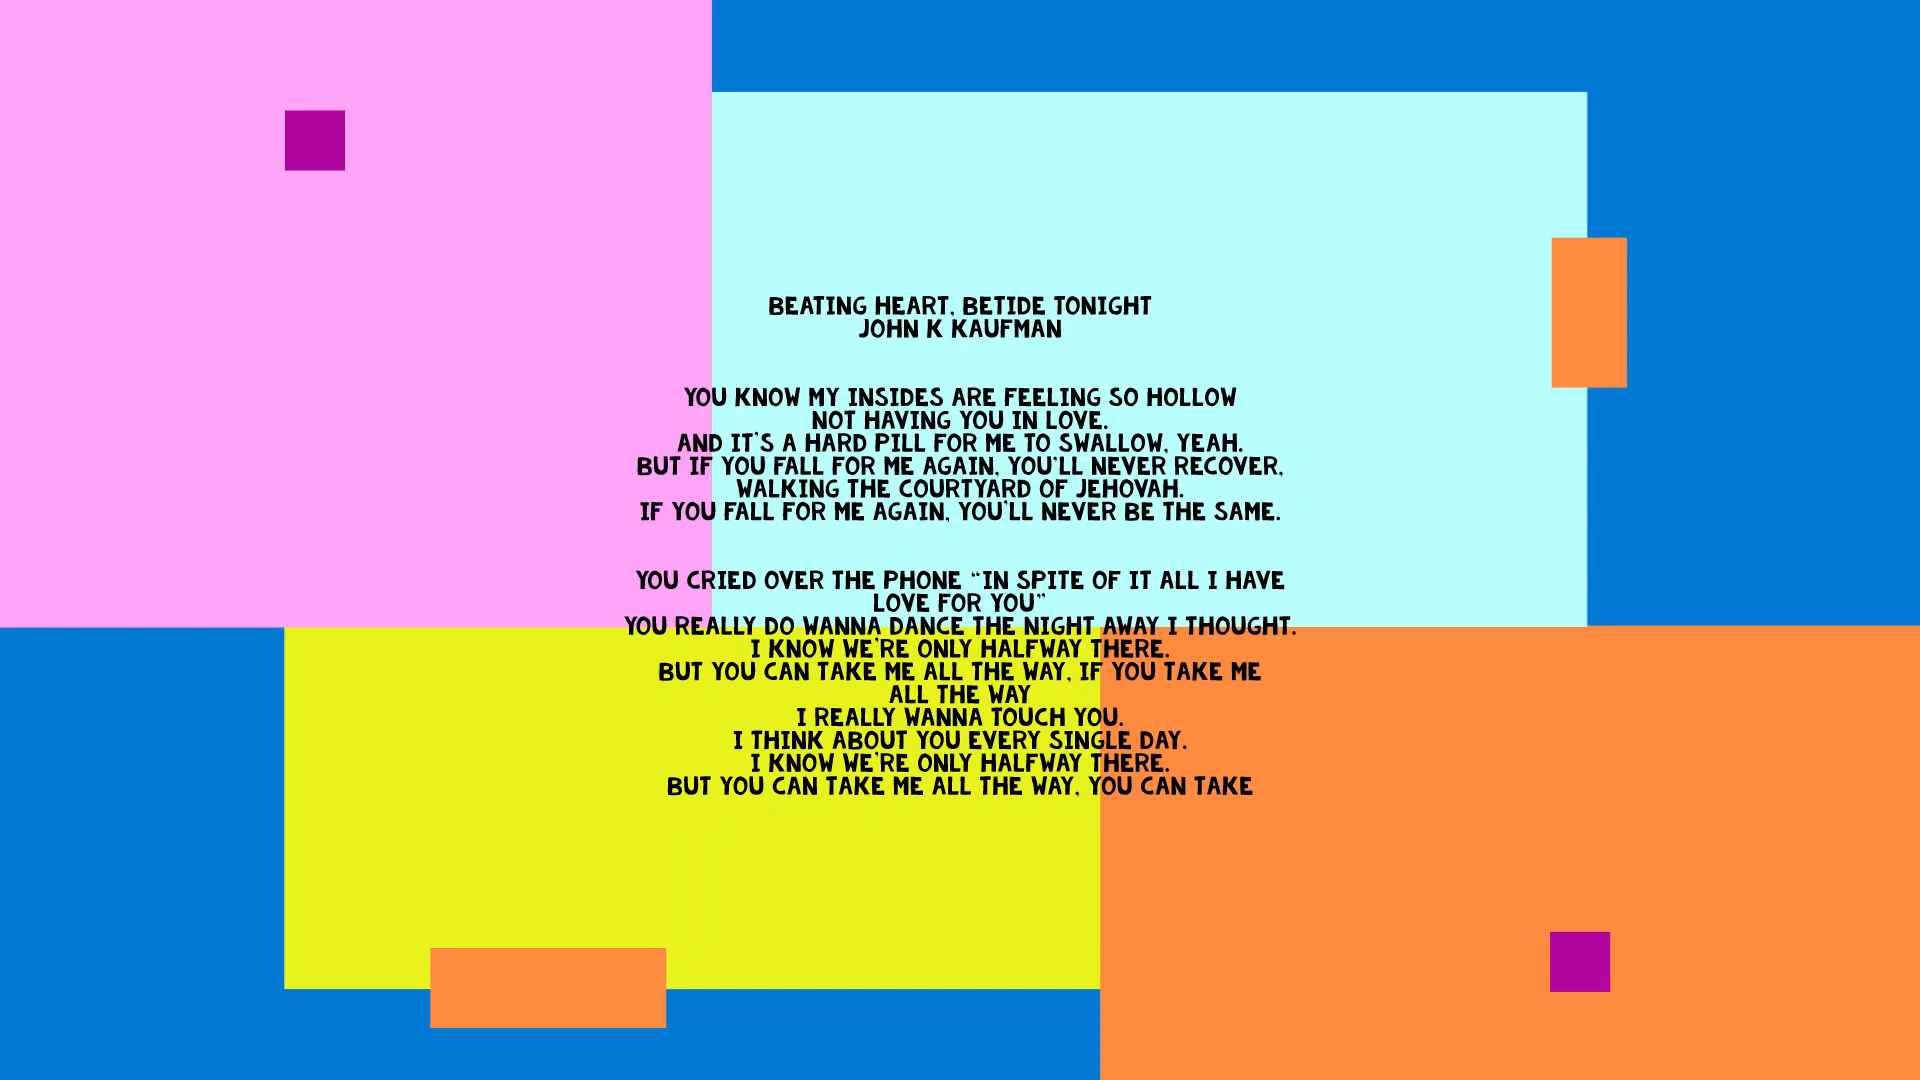 BEATING HEART, BETIDE TONIGHT
JOHN K KAUFMAN
YOU KNOW MY INSIDES ARE FEELING SO HOLLOW
NOT HAVING YOU IN LOVE.
AND IT'S A HARD PILL FOR ME TO SWALLOW, YEAH.
BUT IF YOU FALL FOR ME AGAIN, YOU'LL NEVER RECOVER,
WALKING THE COURTYARD OF JEHOVAH.
IF YOU FALL FOR ME AGAIN, YOU'LL NEVER BE THE SAME.
YOU CRIED OVER THE PHONE “IN SPITE OF IT ALL I HAVE
LOVE FOR YOU”
YOU REALLY DO WANNA DANCE THE NIGHT AWAY I THOUGHT.
I KNOW WE'RE ONLY HALFWAY THERE.
BUT YOU CAN TAKE ME ALL THE WAY, IF YOU TAKE ME
ALL THE WAY
I REALLY WANNA TOUCH YOU.
I THINK ABOUT YOU EVERY SINGLE DAY.
I KNOW WE'RE ONLY HALFWAY THERE.
BUT YOU CAN TAKE ME ALL THE WAY, YOU CAN TAKE